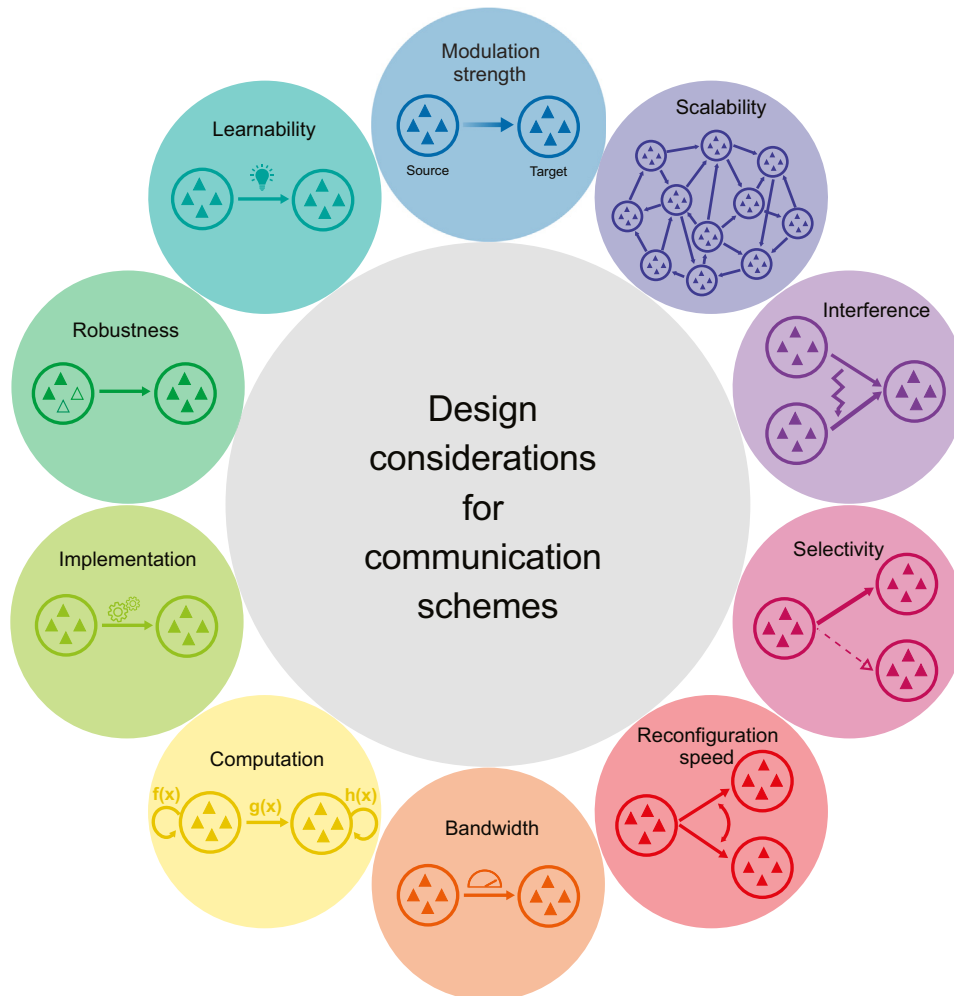 Modulation
strength
Source
Target
Scalability
Interference
Selectivity
Reconfiguration
speed
Bandwidth
Computation
f(x)
g(x)
h(x)
Implementation
Robustness
Learnability
Design
considerations
for
communication
schemes